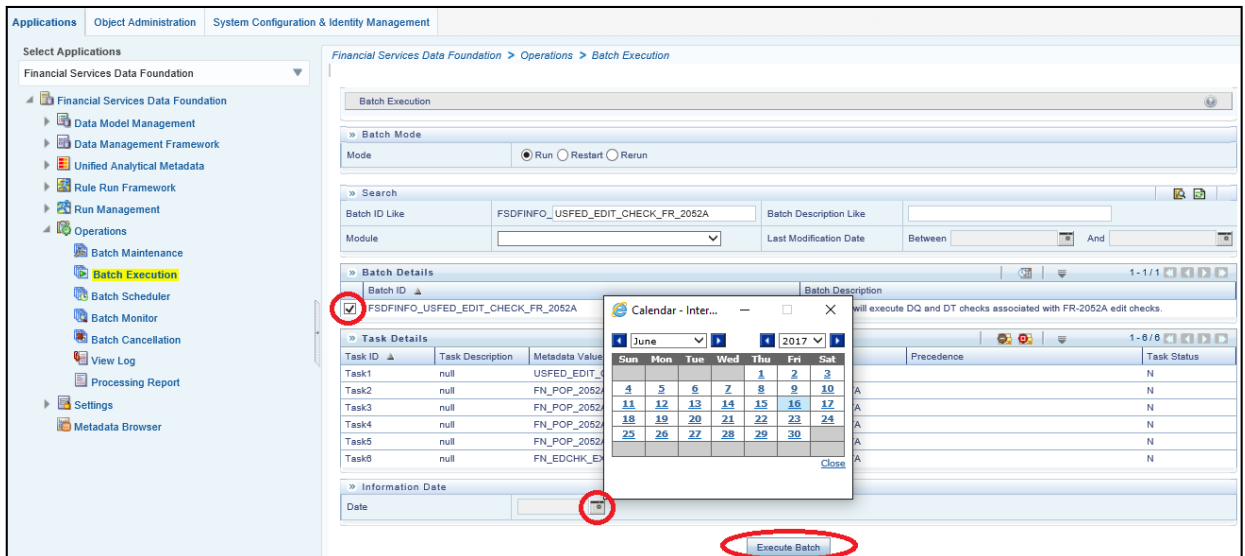 Applications Object Administration System Configuration & Identity Management
Select Applications
Financial Services Data Foundation
Financial Services Data Foundation
Data Model Management
Data Management Framework
Unified Analytical Metadata
Rule Run Framework
Run Management
Operations
Batch Maintenance
Batch Execution
Batch Scheduler
Batch Monitor
Batch Cancellation
View Log
Processing Report
Settings
Metadata Browser
Financial Services Data Foundation > Operations > Batch Execution
Batch Execution
» Batch Mode
Mode Run Restart Rerun
» Search
Batch ID Like FSDFINFO_ USFED_EDIT_CHECK_FR_2052A Batch Description Like
Module Last Modification Date Between And
» Batch Details 1-1/1
Batch ID Batch Description
FSDFINFO_USFED_EDIT_CHECK_FR_2052A will execute DQ and DT checks associated with FR-2052A edit checks.
» Task Details 1-6/6
Task ID Task Description Metadata Value Precedence Task Status
Task1 null USFED_EDIT_ N
Task2 null FN_POP_2052A A N
Task3 null FN_POP_2052A A N
Task4 null FN_POP_2052A A N
Task5 null FN_POP_2052A A N
Task6 null FN_EDCHK_EX A N
» Information Date
Date
Execute Batch
Calendar - Inter...
June 2017
Sun Mon Tue Wed Thu Fri Sat
1 2 3
4 5 6 7 8 9 10
11 12 13 14 15 16 17
18 19 20 21 22 23 24
25 26 27 28 29 30
Close